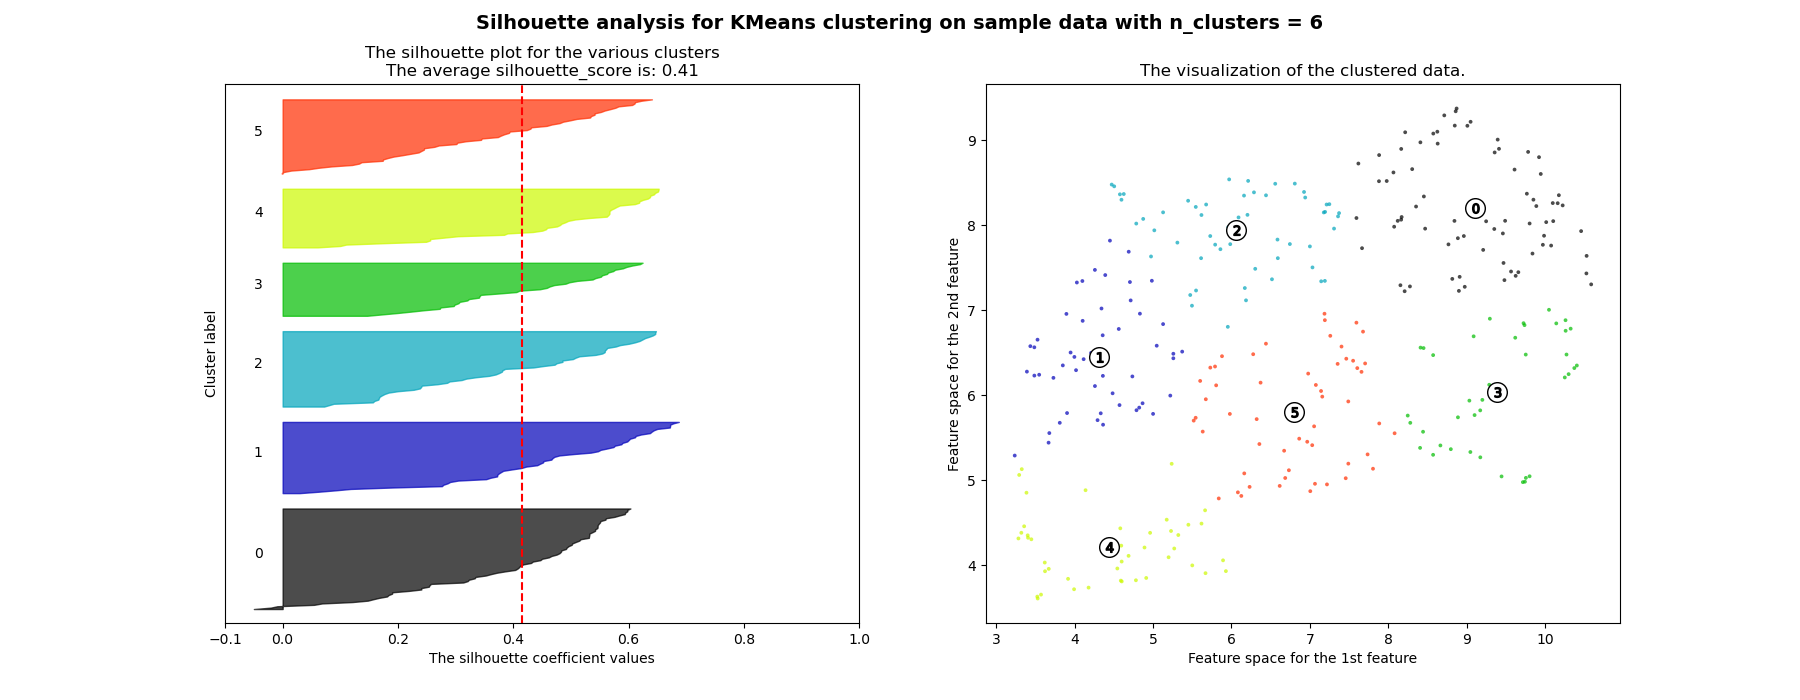 Silhouette analysis for KMeans clustering on sample data with n_clusters = 6
The silhouette plot for the various clusters
The average silhouette_score is: 0.41
Cluster label
5
4
3
2
1
0
−0.1 0.0 0.2 0.4 0.6 0.8 1.0
The silhouette coefficient values
The visualization of the clustered data.
Feature space for the 2nd feature
9
8
7
6
5
4
0
2
1
3
5
4
3 4 5 6 7 8 9 10
Feature space for the 1st feature